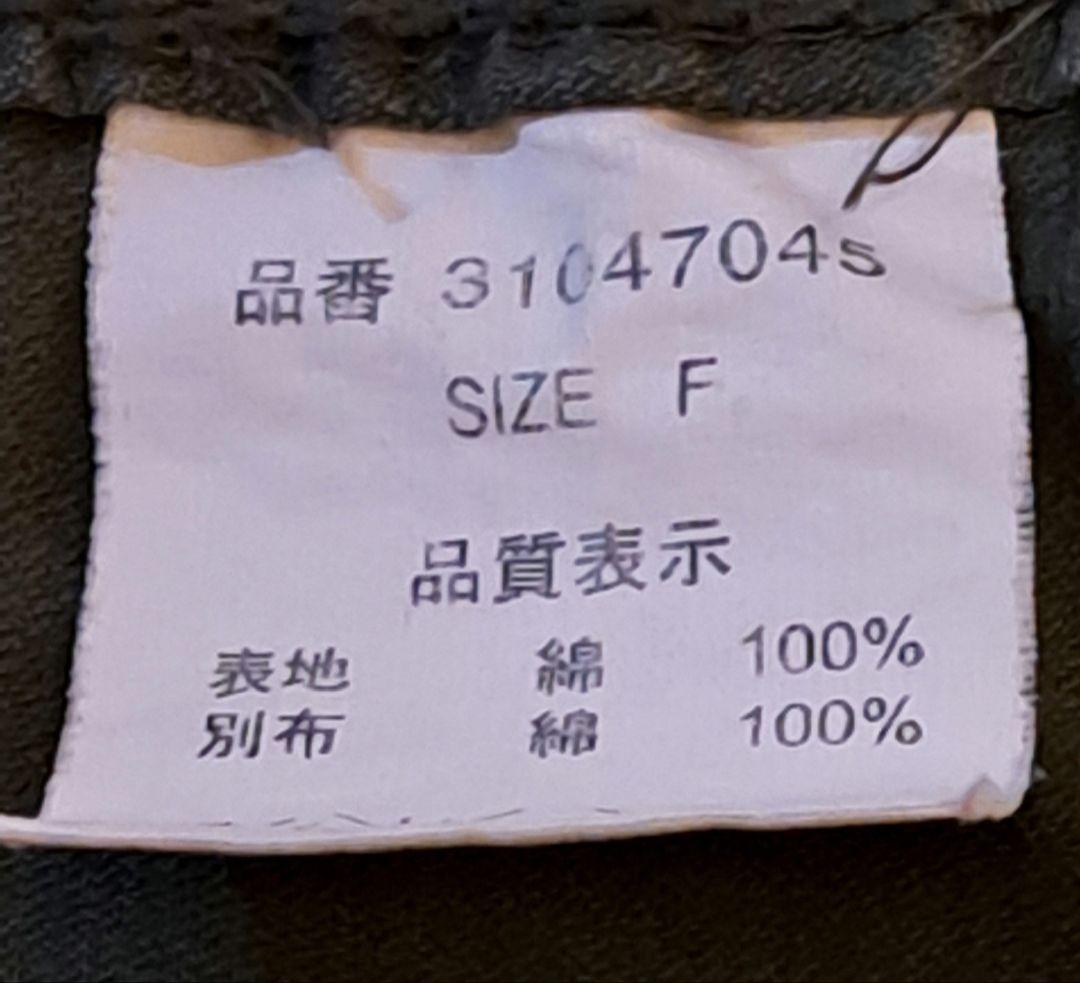 品番 3104704s
SIZE F
品質表示
表地 綿 100%
別布 綿 100%